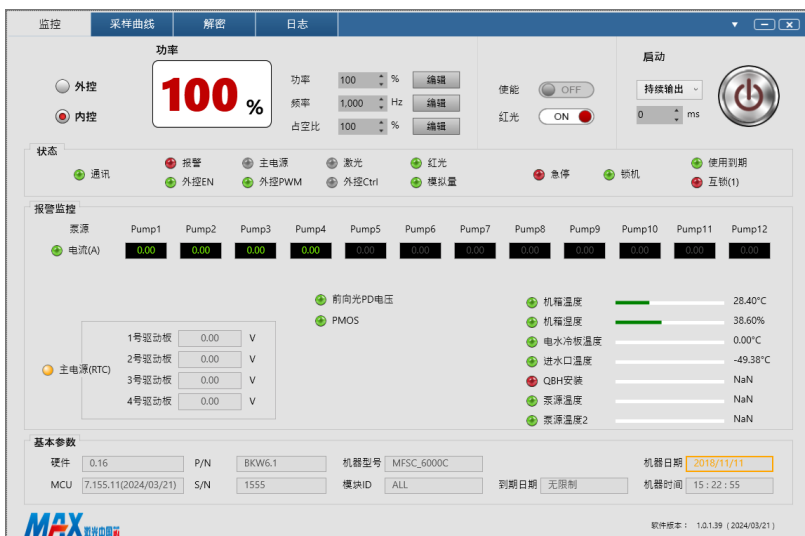 监控 采样曲线 解密 日志
功率 启动
外控 100 % 功率 100 % 编辑 使能 OFF 持续输出
内控 频率 1.000 Hz 编辑 红光 ON 0 ms
占空比 100 % 编辑
状态
通讯 报警 主电源 激光 红光 急停 锁机 使用到期
外控EN 外控PWM 外控Ctrl 模拟量 互锁(1)
报警监控
泵源 Pump1 Pump2 Pump3 Pump4 Pump5 Pump6 Pump7 Pump8 Pump9 Pump10 Pump11 Pump12
电流(A) 0.00 0.00 0.00 0.00 0.00 0.00 0.00 0.00 0.00 0.00 0.00 0.00
前向光PD电压 机箱温度 28.40°C
PMOS 机箱湿度 38.60%
1号驱动板 0.00 V 电水冷板温度 0.00°C
2号驱动板 0.00 V 进水口温度 -49.38°C
主电源(RTC)
3号驱动板 0.00 V QBH安装 NaN
4号驱动板 0.00 V 泵源温度 NaN
泵源温度2 NaN
基本参数
硬件 0.16 P/N BKW6.1 机器型号 MFSC_6000C 机器日期 2018/11/11
MCU 7.155.11(2024/03/21) S/N 1555 模块ID ALL 到期日期 无限制 机器时间 15:22:55
MAX 激光中国芯 软件版本： 1.0.1.39（2024/03/21）